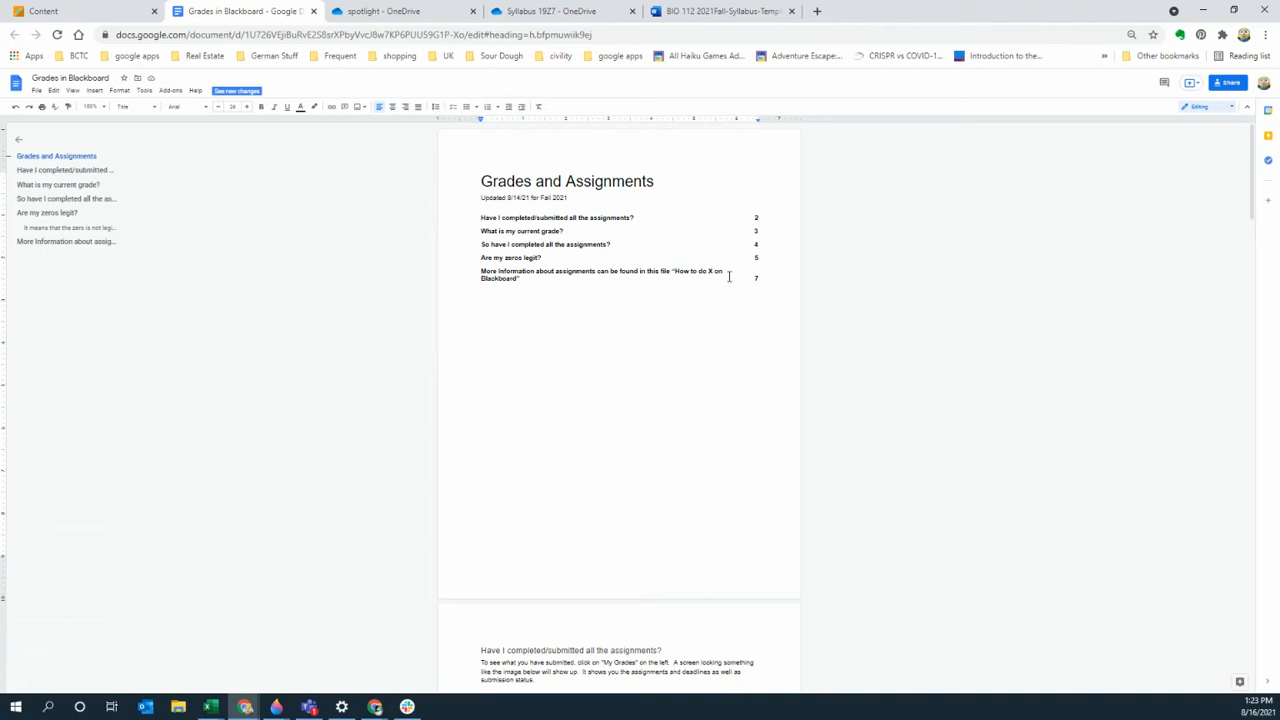 Content
Grades in Blackboard - Google D
spotlight - OneDrive
Syllabus 19Z7 - OneDrive
BIO 112 2021Fall-Syllabus-Templ
docs.google.com/document/d/1U726VEjiBuRvE2S8srXPbyVvcJ8w7KP6PUU59G1P-Xo/edit#heading=h.bfpmuwiik9ej
Apps
BCTC
google apps
Real Estate
German Stuff
Frequent
shopping
UK
Sour Dough
civility
google apps
All Haiku Games Ad...
Adventure Escape:...
CRISPR vs COVID-1...
Introduction to the...
Other bookmarks
Reading list
Grades in Blackboard
File Edit View Insert Format Tools Add-ons Help See new changes
Share
100% Title Arial 26 Editing
Grades and Assignments
Have I completed/submitted ...
What is my current grade?
So have I completed all the as...
Are my zeros legit?
It means that the zero is not legi...
More Information about assig...
Grades and Assignments
Updated 8/14/21 for Fall 2021
Have I completed/submitted all the assignments? 2
What is my current grade? 3
So have I completed all the assignments? 4
Are my zeros legit? 5
More Information about assignments can be found in this file "How to do X on
Blackboard" 7
Have I completed/submitted all the assignments?
To see what you have submitted, click on "My Grades" on the left. A screen looking something
like the image below will show up. It shows you the assignments and deadlines as well as
submission status.
1:23 PM
8/16/2021